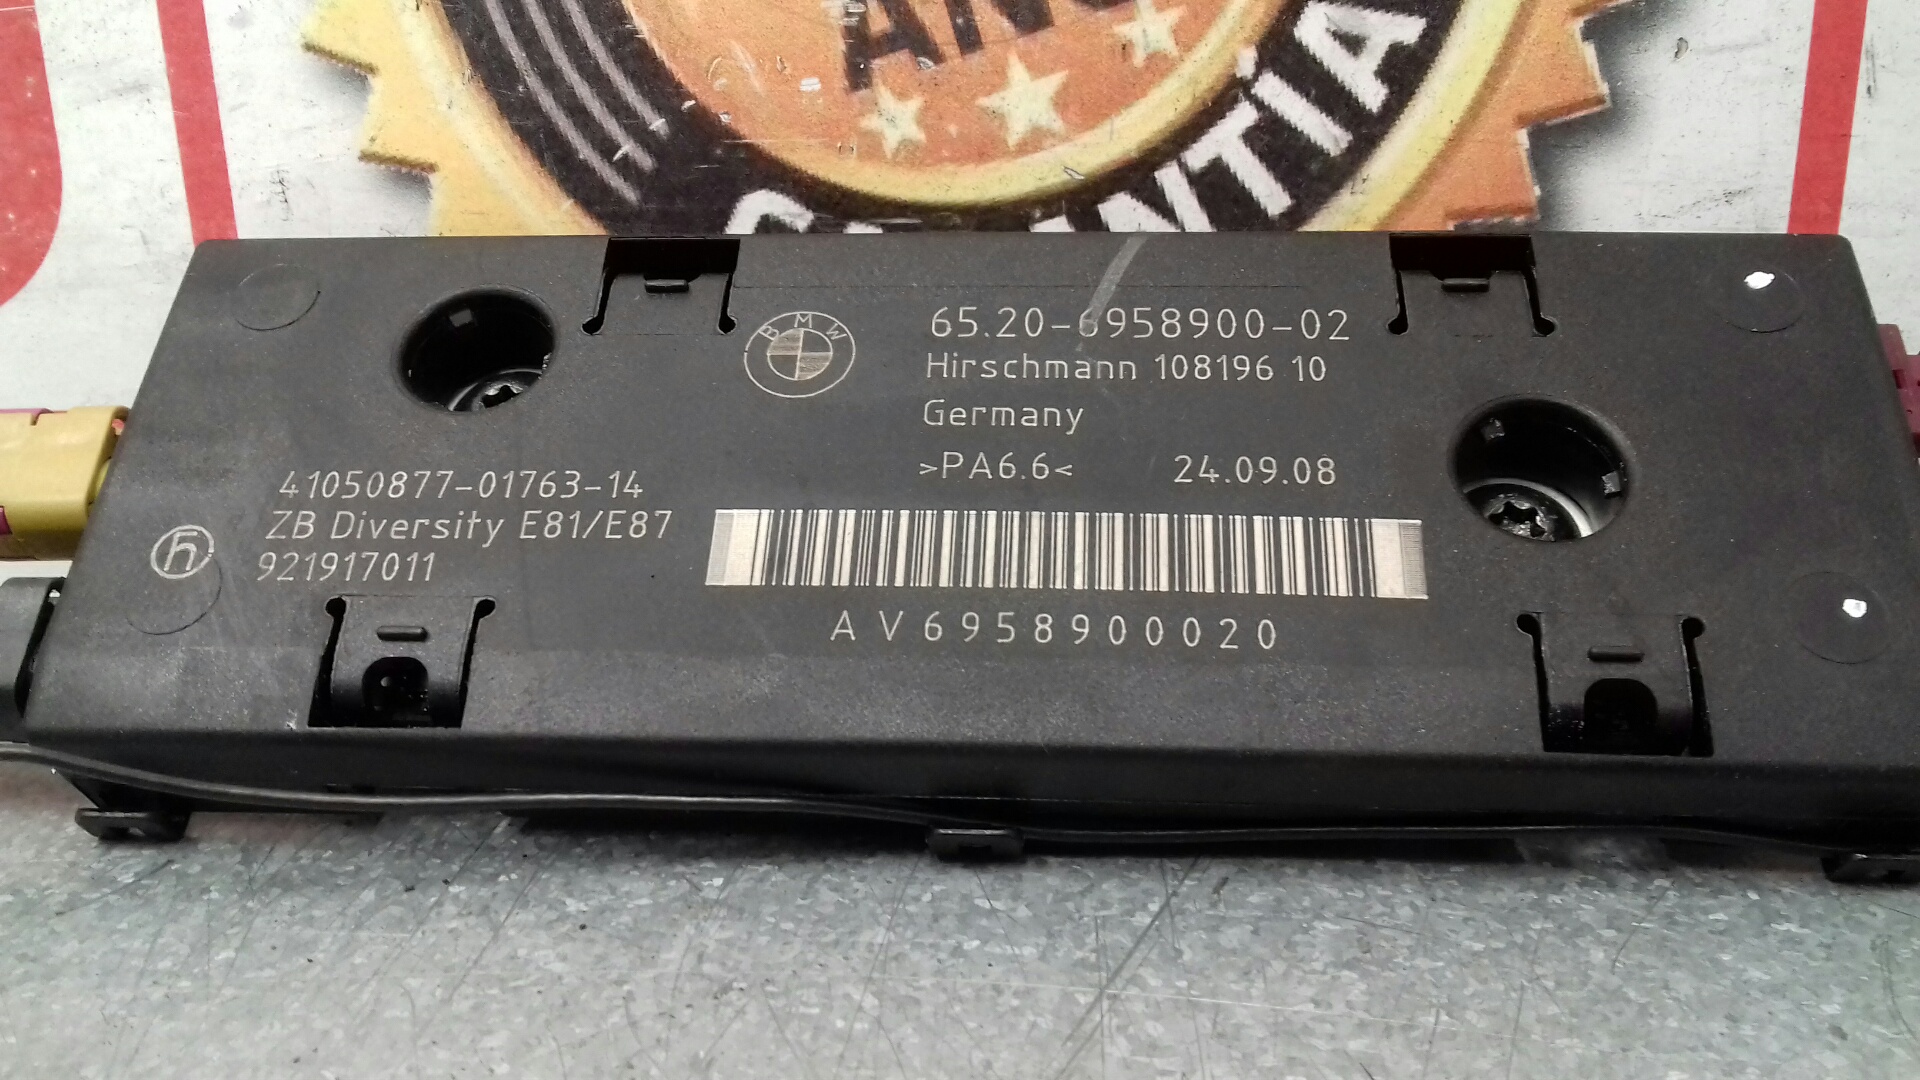 BMW
65.20-6958900-02
Hirschmann 108196 10
Germany
>PA6.6< 24.09.08
41050877-01763-14
ZB Diversity E81/E87
921917011
AV6958900020